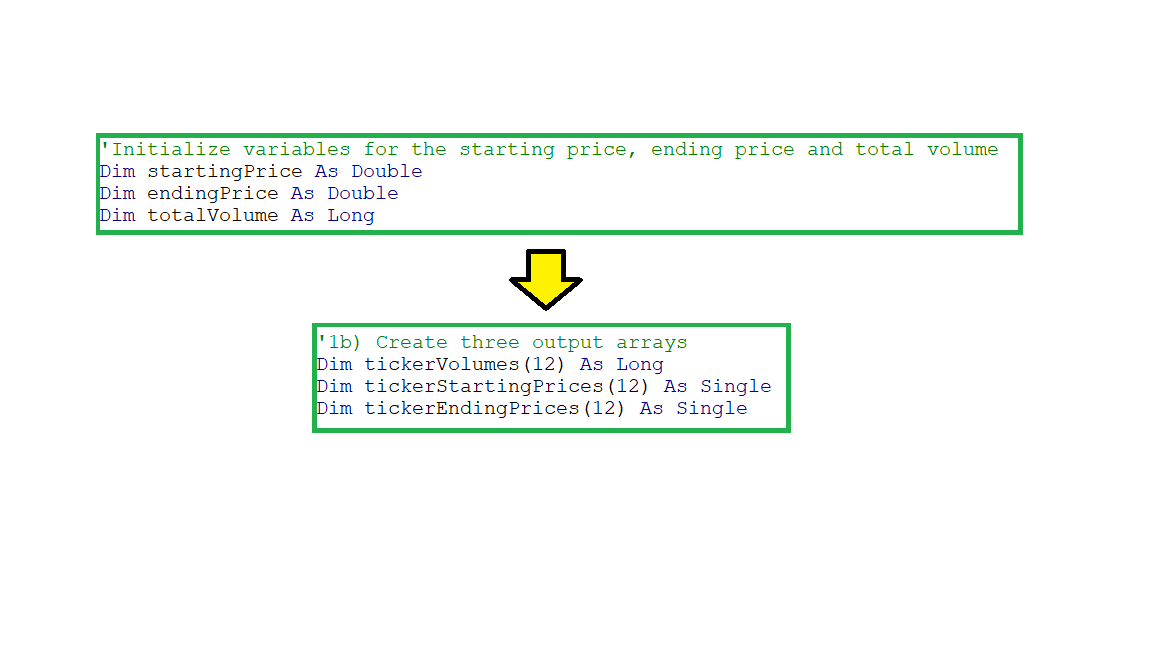 'Initialize variables for the starting price, ending price and total volume
Dim startingPrice As Double
Dim endingPrice As Double
Dim totalVolume As Long
'1b) Create three output arrays
Dim tickerVolumes(12) As Long
Dim tickerStartingPrices(12) As Single
Dim tickerEndingPrices(12) As Single